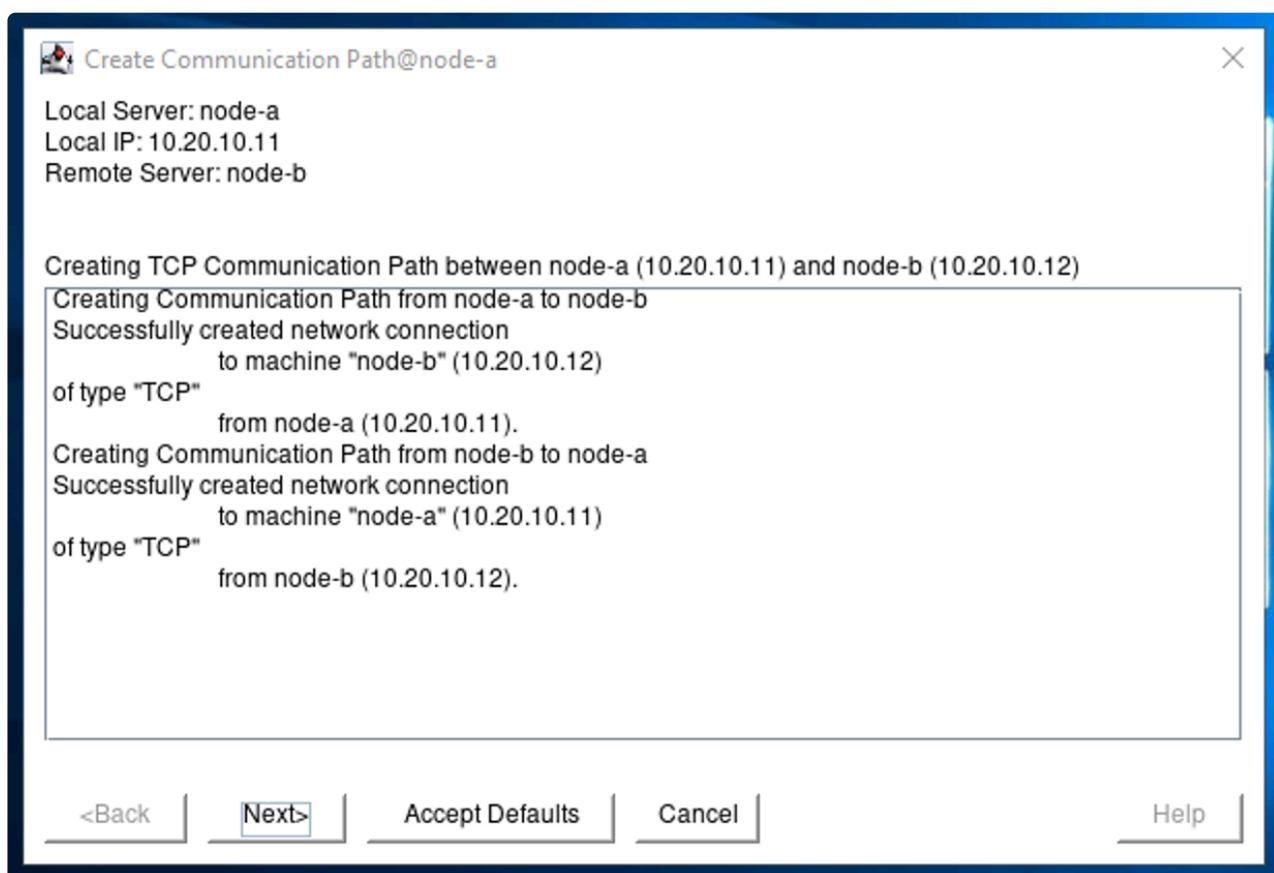 Create Communication Path@node-a
Local Server: node-a
Local IP: 10.20.10.11
Remote Server: node-b
Creating TCP Communication Path between node-a (10.20.10.11) and node-b (10.20.10.12)
Creating Communication Path from node-a to node-b
Successfully created network connection
to machine "node-b" (10.20.10.12)
of type "TCP"
from node-a (10.20.10.11).
Creating Communication Path from node-b to node-a
Successfully created network connection
to machine "node-a" (10.20.10.11)
of type "TCP"
from node-b (10.20.10.12).
<Back Next> Accept Defaults Cancel Help